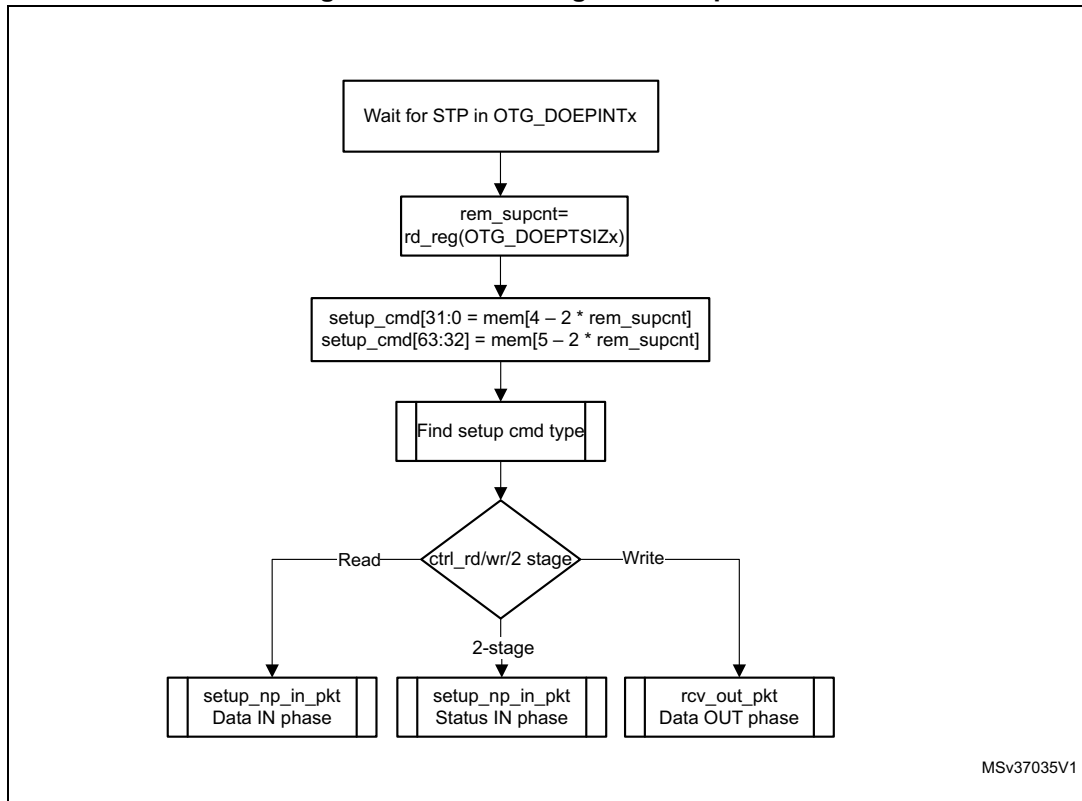 Wait for STP in OTG_DOEPINTx
rem_supcnt=
rd_reg(OTG_DOEPTSIZx)
setup_cmd[31:0 = mem[4 – 2 * rem_supcnt]
setup_cmd[63:32] = mem[5 – 2 * rem_supcnt]
Find setup cmd type
Read
ctrl_rd/wr/2 stage
Write
2-stage
setup_np_in_pkt
Data IN phase
setup_np_in_pkt
Status IN phase
rcv_out_pkt
Data OUT phase
MSv37035V1